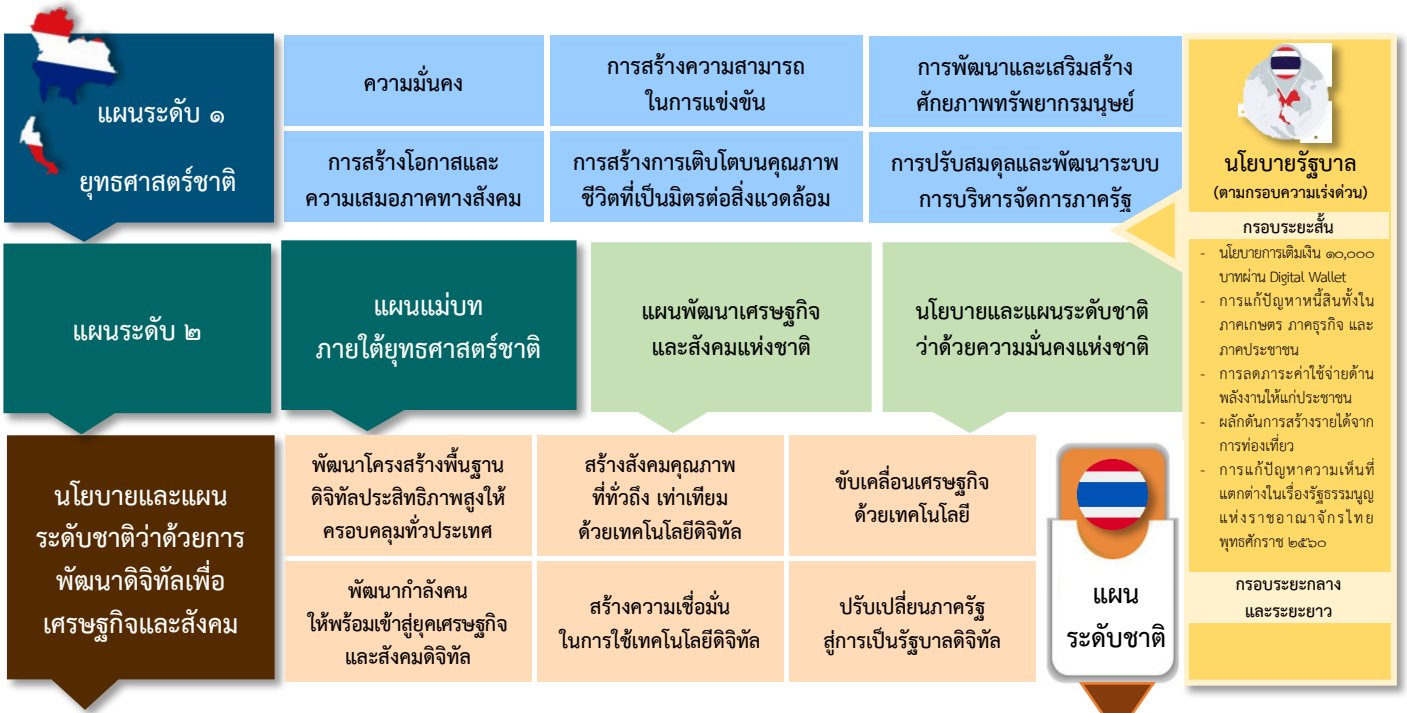 แผนระดับ ๑
ยุทธศาสตร์ชาติ
ความมั่นคง
การสร้างความสามารถ
ในการแข่งขัน
การพัฒนาและเสริมสร้าง
ศักยภาพทรัพยากรมนุษย์
การสร้างโอกาสและ
ความเสมอภาคทางสังคม
การสร้างการเติบโตบนคุณภาพ
ชีวิตที่เป็นมิตรต่อสิ่งแวดล้อม
การปรับสมดุลและพัฒนาระบบ
การบริหารจัดการภาครัฐ
แผนระดับ ๒
แผนแม่บท
ภายใต้ยุทธศาสตร์ชาติ
แผนพัฒนาเศรษฐกิจ
และสังคมแห่งชาติ
นโยบายและแผนระดับชาติ
ว่าด้วยความมั่นคงแห่งชาติ
นโยบายและแผน
ระดับชาติว่าด้วยการ
พัฒนาดิจิทัลเพื่อ
เศรษฐกิจและสังคม
พัฒนาโครงสร้างพื้นฐาน
ดิจิทัลประสิทธิภาพสูงให้
ครอบคลุมทั่วประเทศ
สร้างสังคมคุณภาพ
ที่ทั่วถึง เท่าเทียม
ด้วยเทคโนโลยีดิจิทัล
ขับเคลื่อนเศรษฐกิจ
ด้วยเทคโนโลยี
พัฒนากำลังคน
ให้พร้อมเข้าสู่ยุคเศรษฐกิจ
และสังคมดิจิทัล
สร้างความเชื่อมั่น
ในการใช้เทคโนโลยีดิจิทัล
ปรับเปลี่ยนภาครัฐ
สู่การเป็นรัฐบาลดิจิทัล
แผน
ระดับชาติ
นโยบายรัฐบาล
(ตามกรอบความเร่งด่วน)
กรอบระยะสั้น
- นโยบายการเติมเงิน ๑๐,๐๐๐
บาทผ่าน Digital Wallet
- การแก้ปัญหาหนี้สินทั้งใน
ภาคเกษตร ภาคธุรกิจ และ
ภาคประชาชน
- การลดภาระค่าใช้จ่ายด้าน
พลังงานให้แก่ประชาชน
- ผลักดันการสร้างรายได้จาก
การท่องเที่ยว
- การแก้ปัญหาความเห็นที่
แตกต่างในเรื่องรัฐธรรมนูญ
แห่งราชอาณาจักรไทย
พุทธศักราช ๒๕๖๐
กรอบระยะกลาง
และระยะยาว